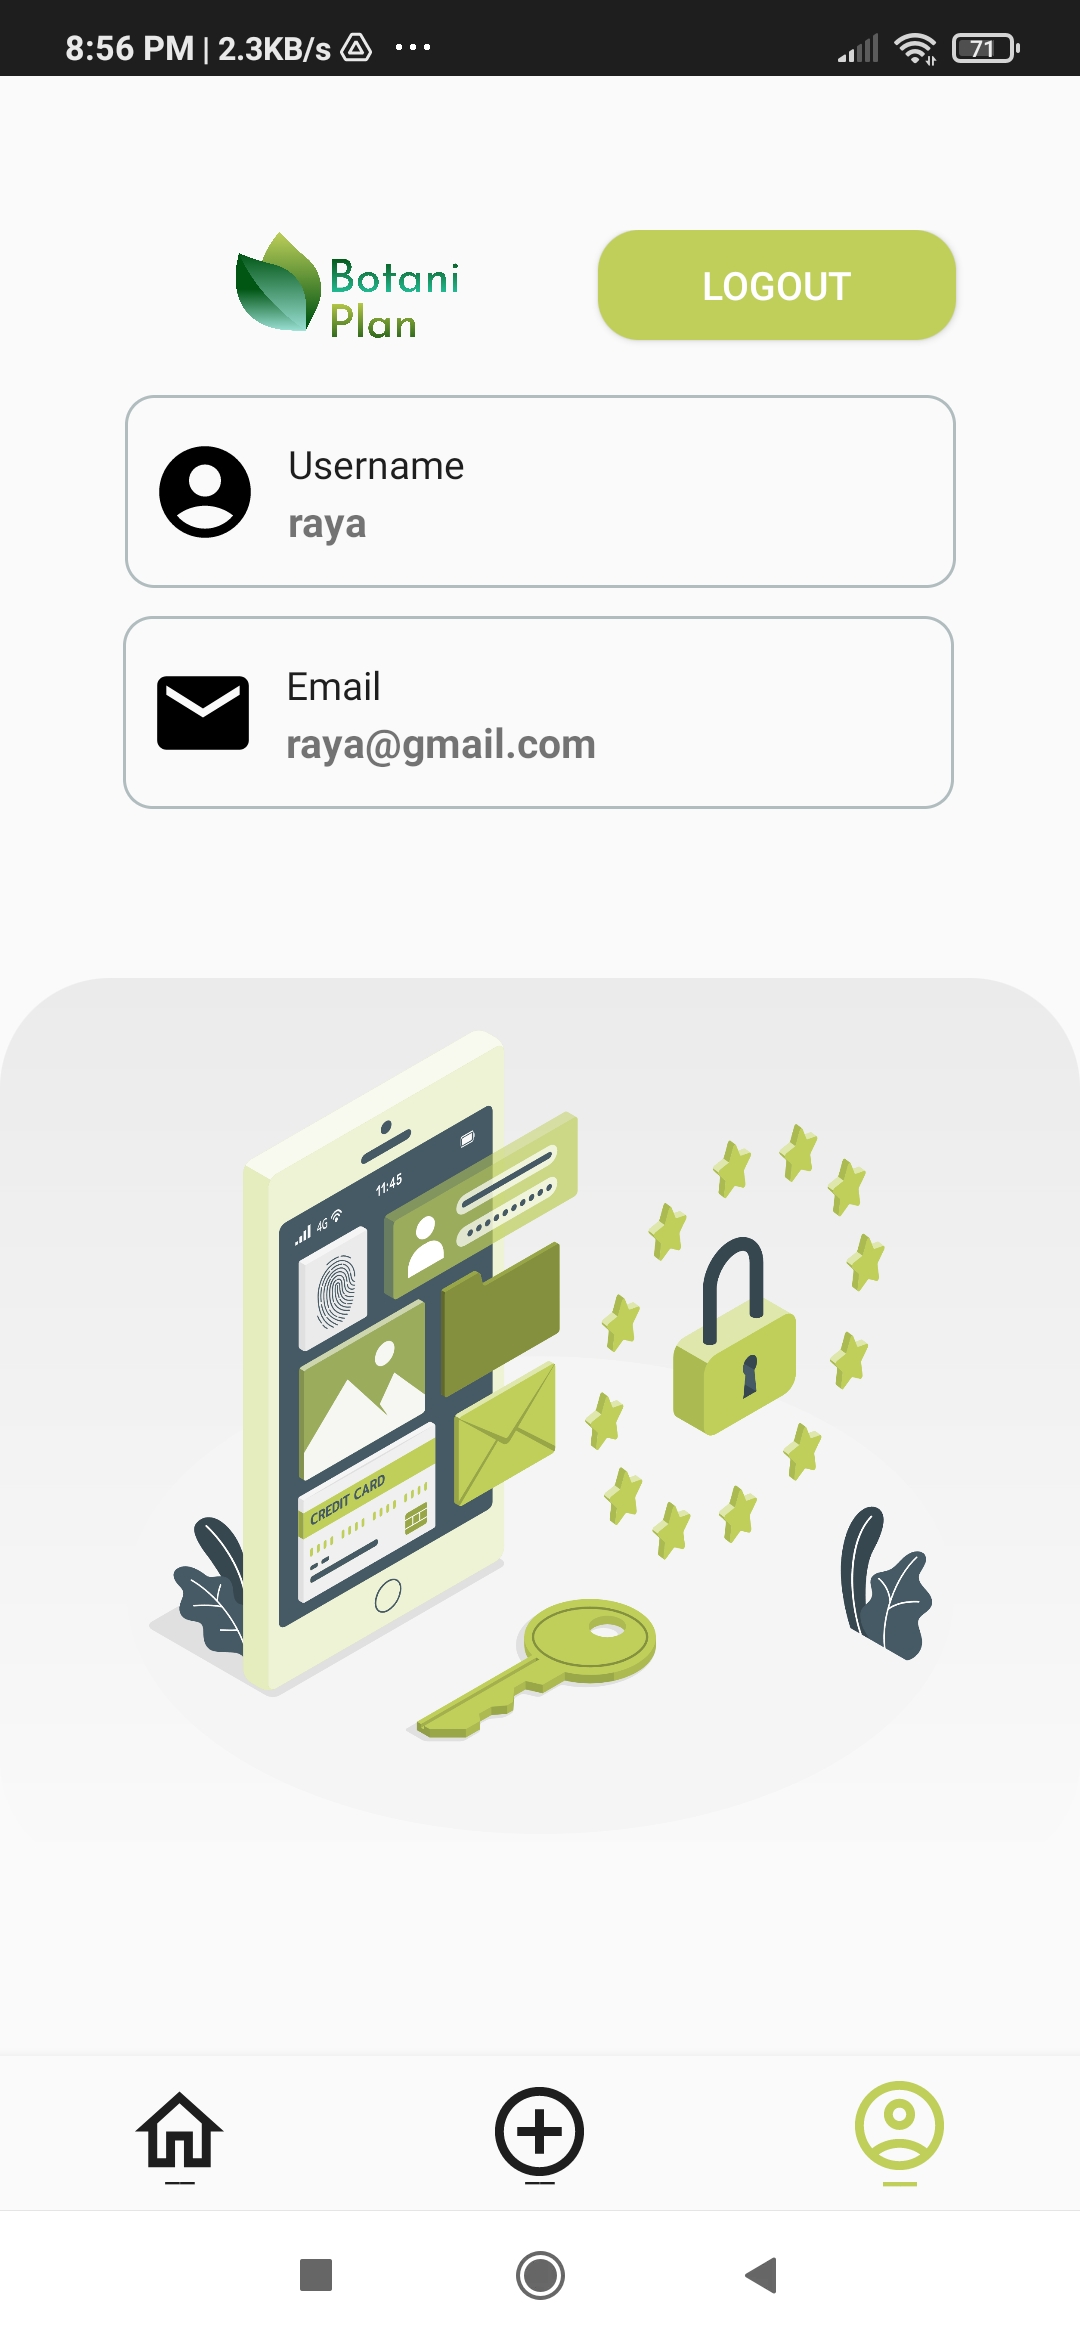 8:56 PM | 2.3KB/s
71
Botani
Plan
LOGOUT
Username
raya
Email
raya@gmail.com
11:45
4G
CREDIT CARD